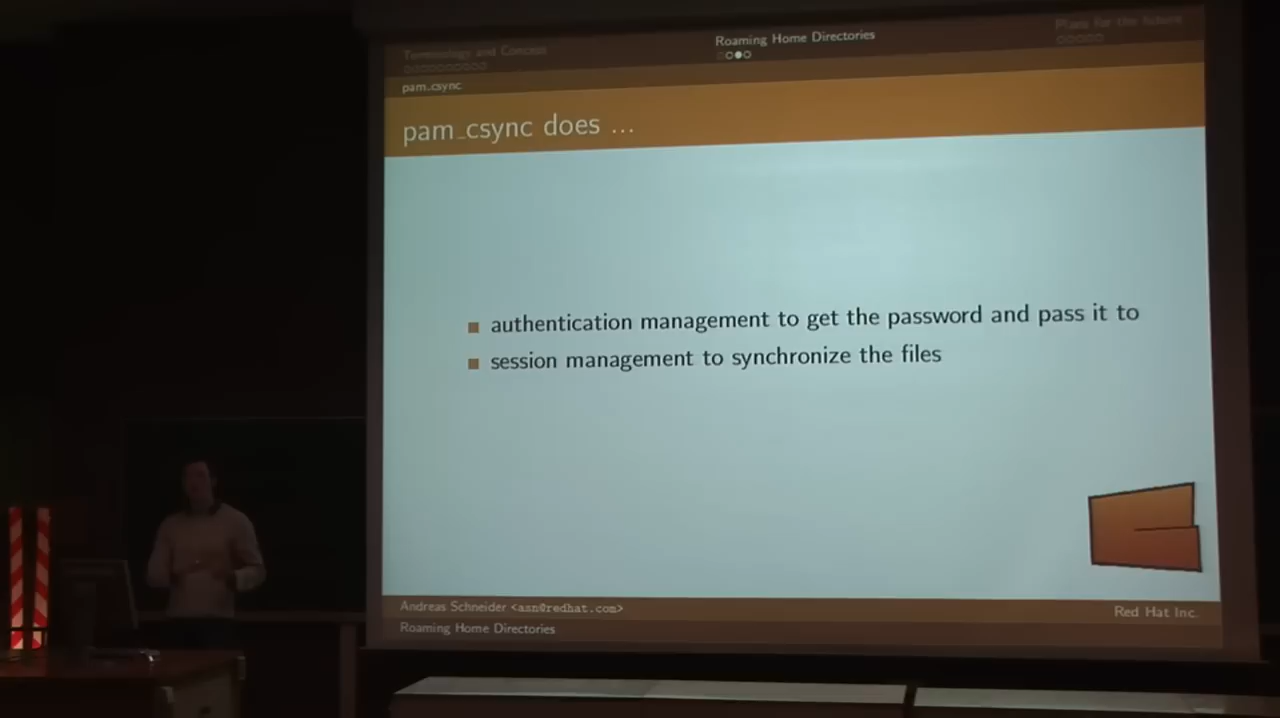 Terminology and Concept
Roaming Home Directories
Plans for the future
pam_csync
pam_csync does ...
authentication management to get the password and pass it to
session management to synchronize the files
Andreas Schneider <asn@redhat.com>
Red Hat Inc.
Roaming Home Directories